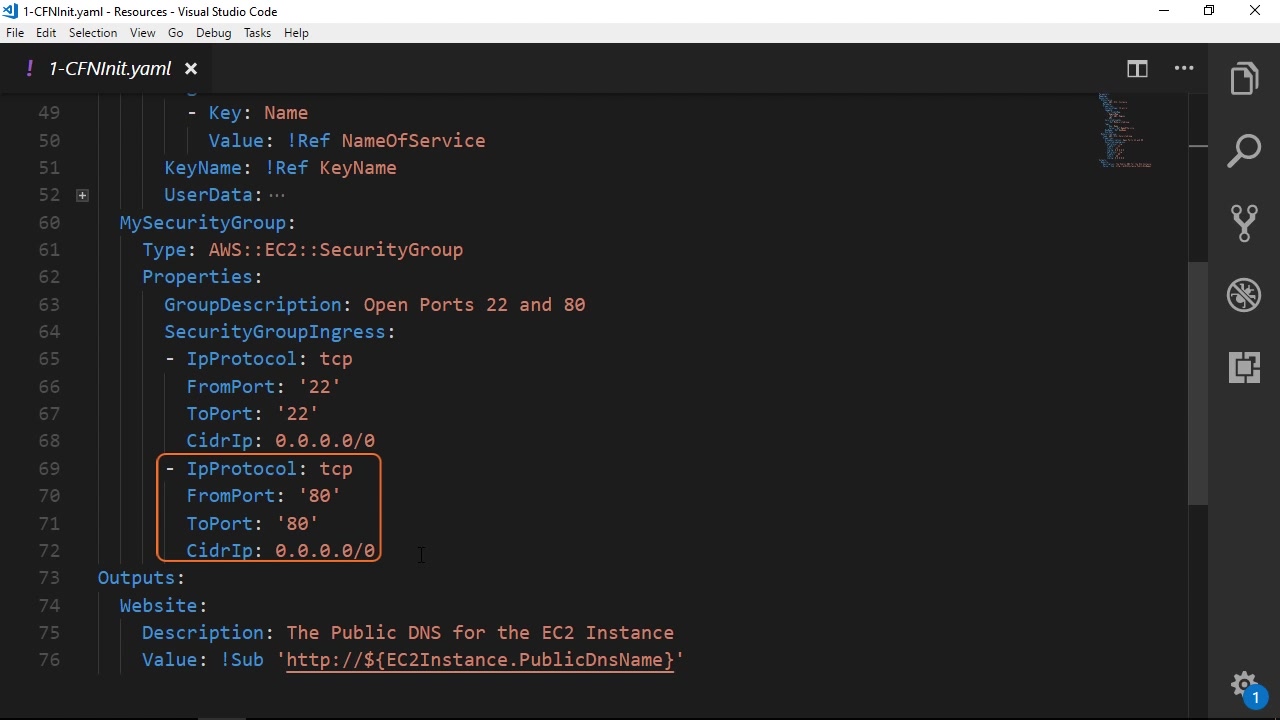 1-CFNInit.yaml - Resources - Visual Studio Code
File Edit Selection View Go Debug Tasks Help
! 1-CFNInit.yaml ×
49 - Key: Name
50 Value: !Ref NameOfService
51 KeyName: !Ref KeyName
52 UserData:···
60 MySecurityGroup:
61 Type: AWS::EC2::SecurityGroup
62 Properties:
63 GroupDescription: Open Ports 22 and 80
64 SecurityGroupIngress:
65 - IpProtocol: tcp
66 FromPort: '22'
67 ToPort: '22'
68 CidrIp: 0.0.0.0/0
69 - IpProtocol: tcp
70 FromPort: '80'
71 ToPort: '80'
72 CidrIp: 0.0.0.0/0
73 Outputs:
74 Website:
75 Description: The Public DNS for the EC2 Instance
76 Value: !Sub 'http://${EC2Instance.PublicDnsName}'
1